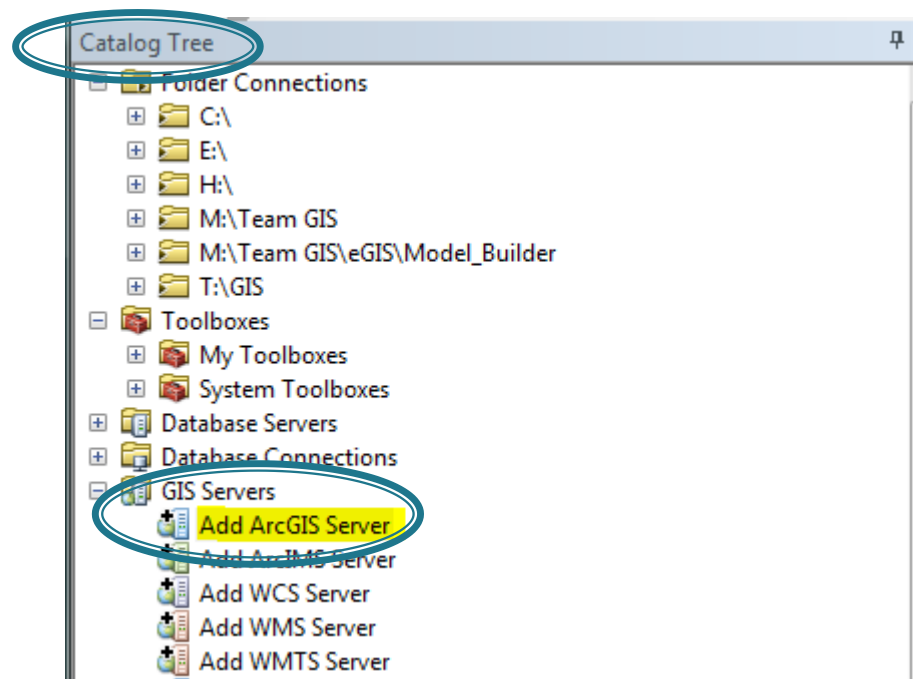 Catalog Tree
Folder Connections
C:\
E:\
H:\
M:\Team GIS
M:\Team GIS\eGIS\Model_Builder
T:\GIS
Toolboxes
My Toolboxes
System Toolboxes
Database Servers
Database Connections
GIS Servers
Add ArcGIS Server
Add ArcIMS Server
Add WCS Server
Add WMS Server
Add WMTS Server